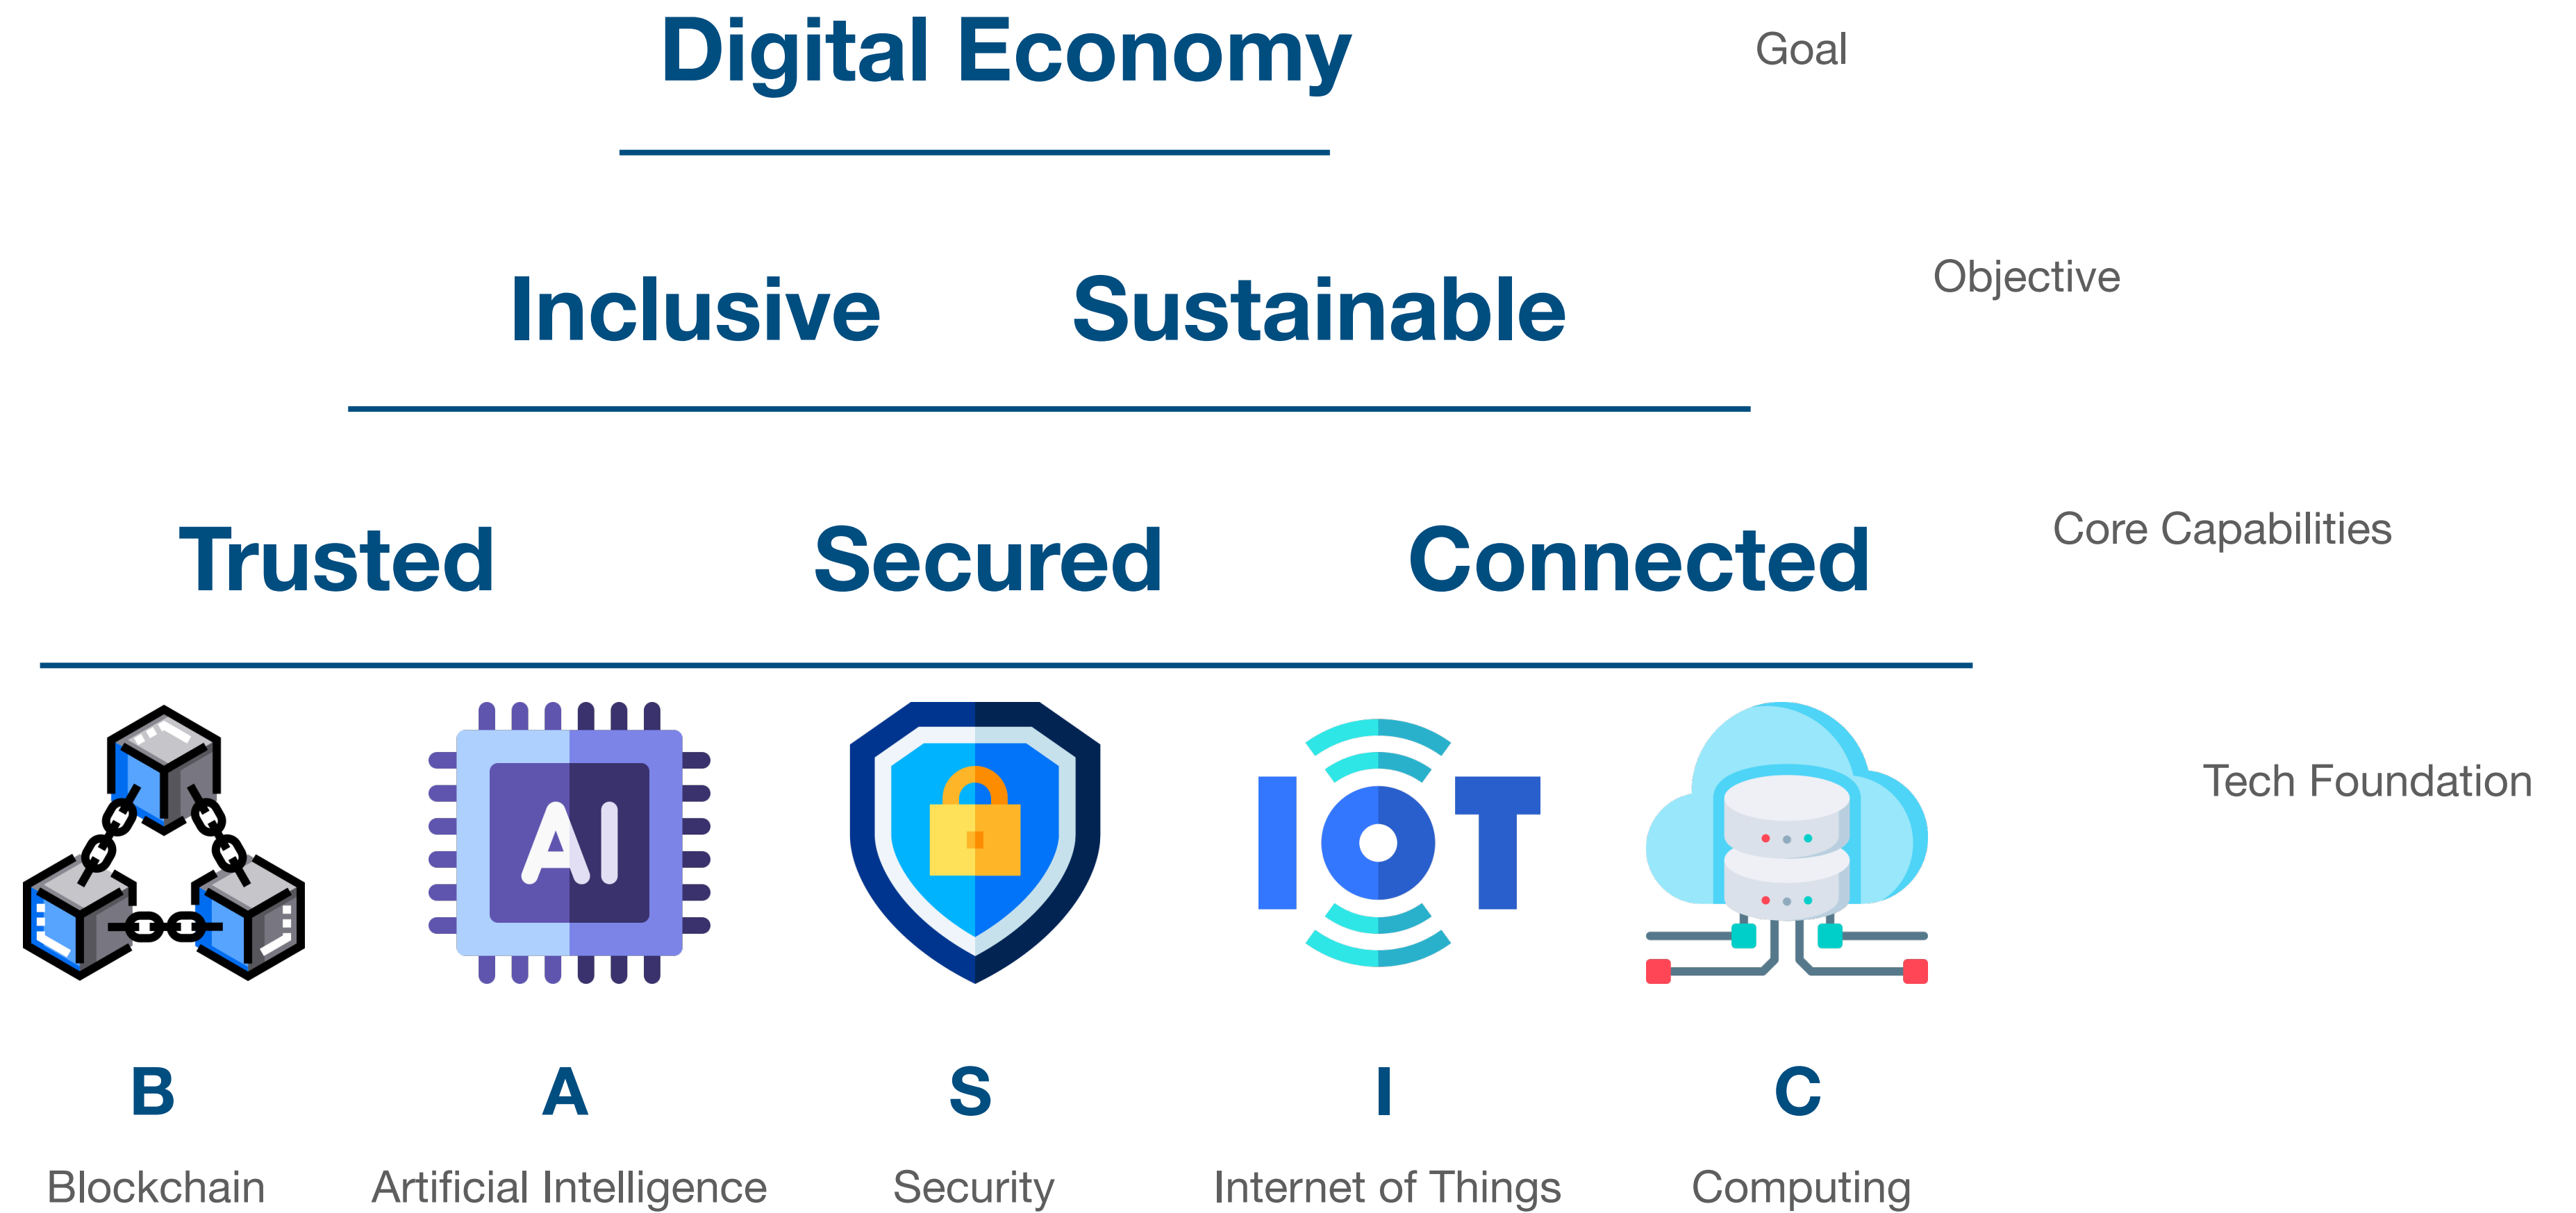 Digital Economy
Goal
Inclusive Sustainable
Objective
Trusted Secured Connected
Core Capabilities
AI
IOT
Tech Foundation
B A S I C
Blockchain Artificial Intelligence Security Internet of Things Computing